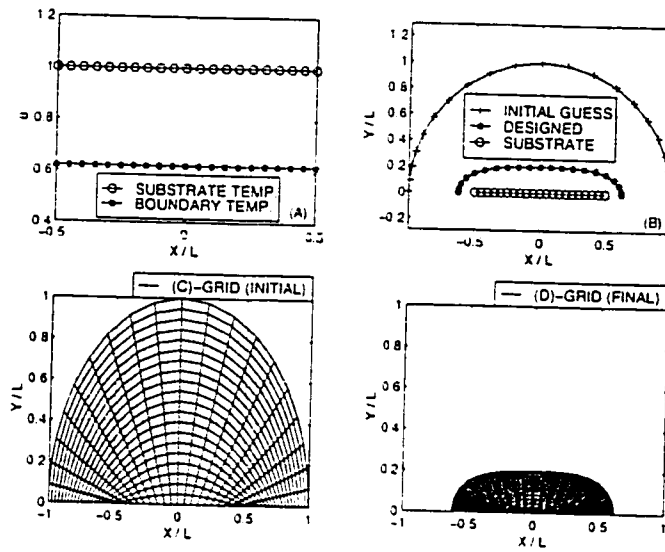 1.2
1
0.8
0.6
0.4
u
SUBSTRATE TEMP
BOUNDARY TEMP.
(A)
-0.5
0
0.5
X / L
1.2
1
0.8
0.6
0.4
0.2
0
-0.2
Y / L
INITIAL GUESS
DESIGNED
SUBSTRATE
(B)
-0.5
0
0.5
1
X / L
(C)-GRID (INITIAL)
1
0.8
0.6
0.4
0.2
0
Y / L
-1
-0.5
0
0.5
1
X / L
(D)-GRID (FINAL)
1
0.8
0.6
0.4
0.2
0
Y / L
-1
-0.5
0
0.5
1
X / L